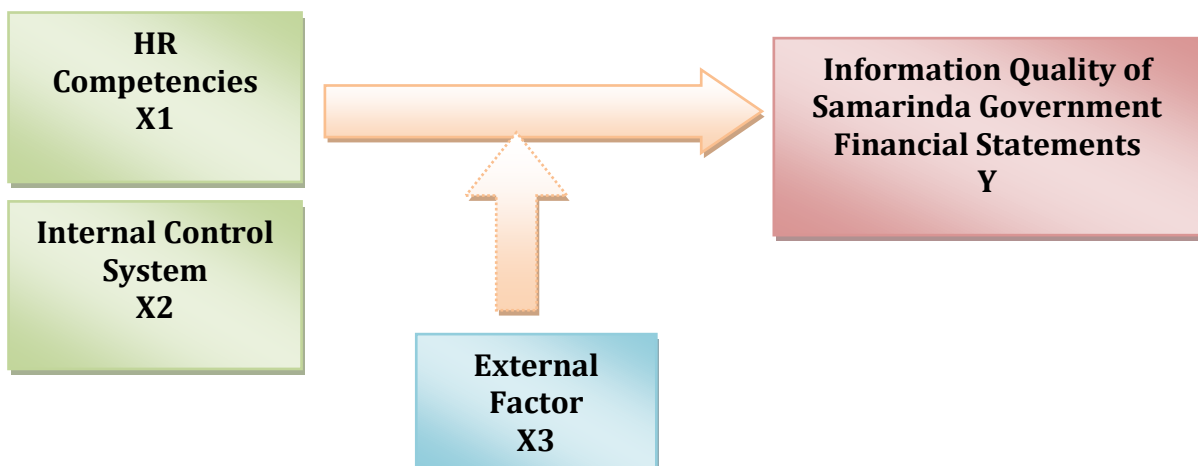 HR
Competencies
X1
Internal Control
System
X2
External
Factor
X3
Information Quality of
Samarinda Government
Financial Statements
Y